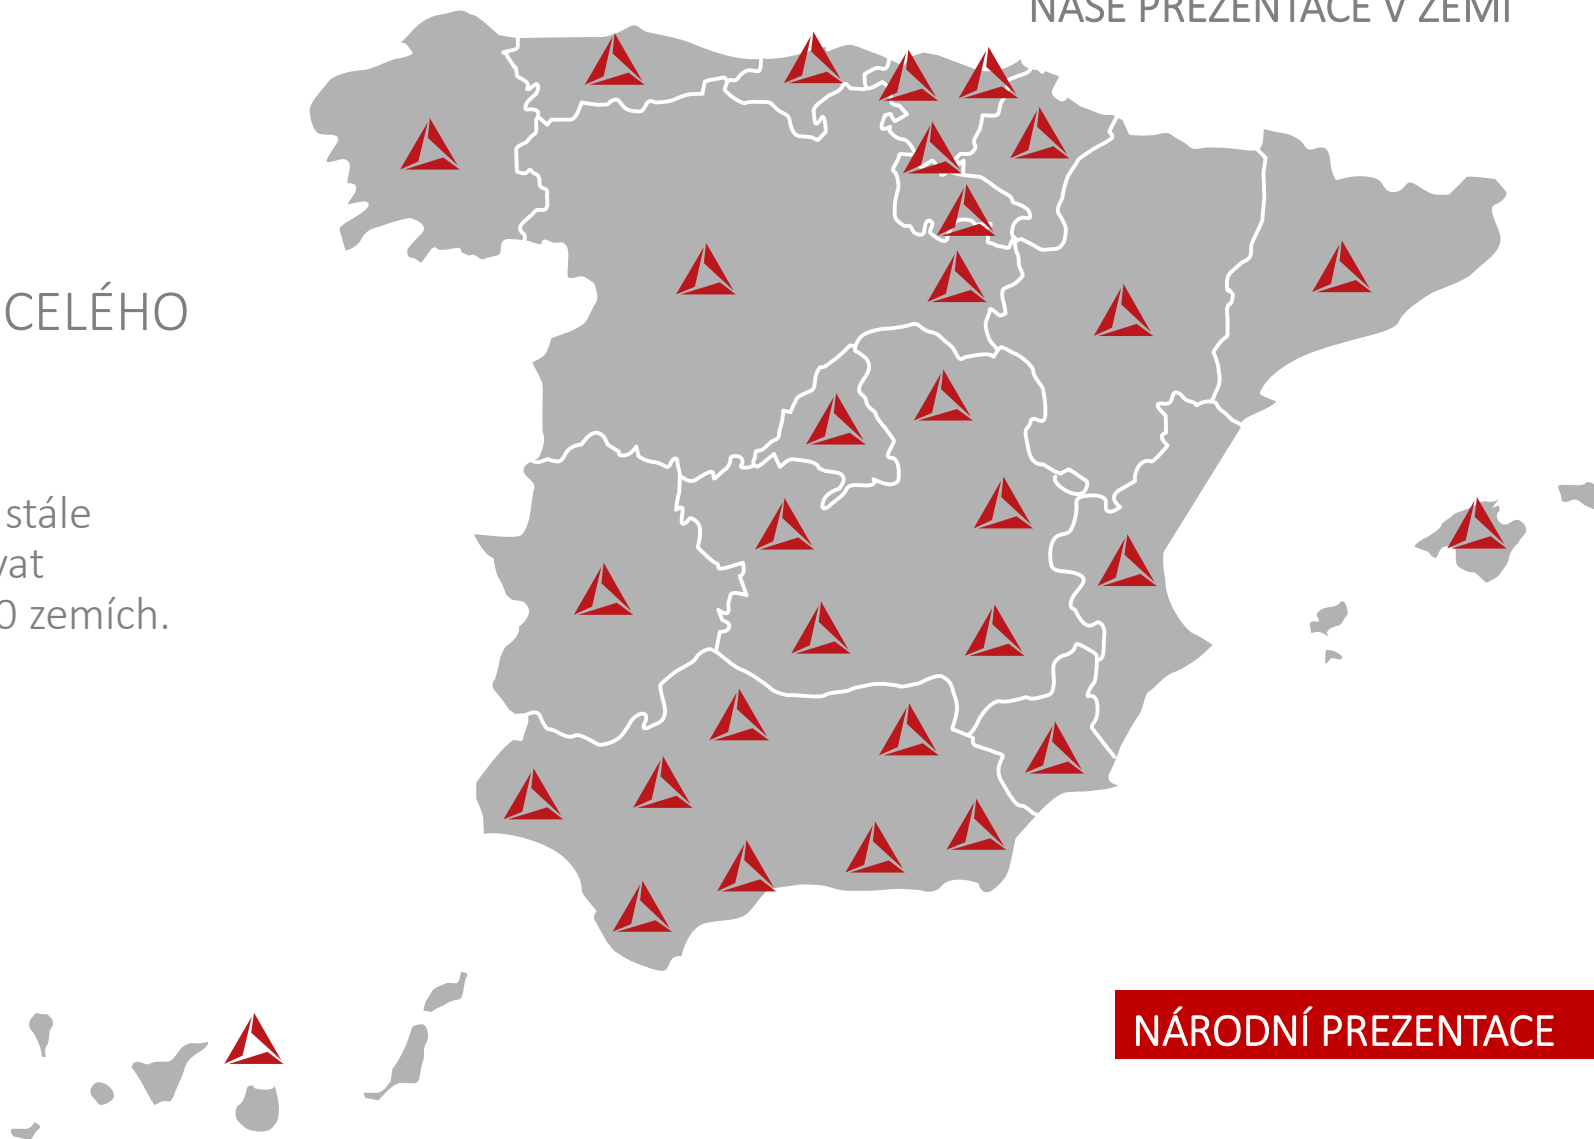 NAŠE PREZENTACE V ZEMI
CELÉHO
stále
vat
0 zemích.
NÁRODNÍ PREZENTACE